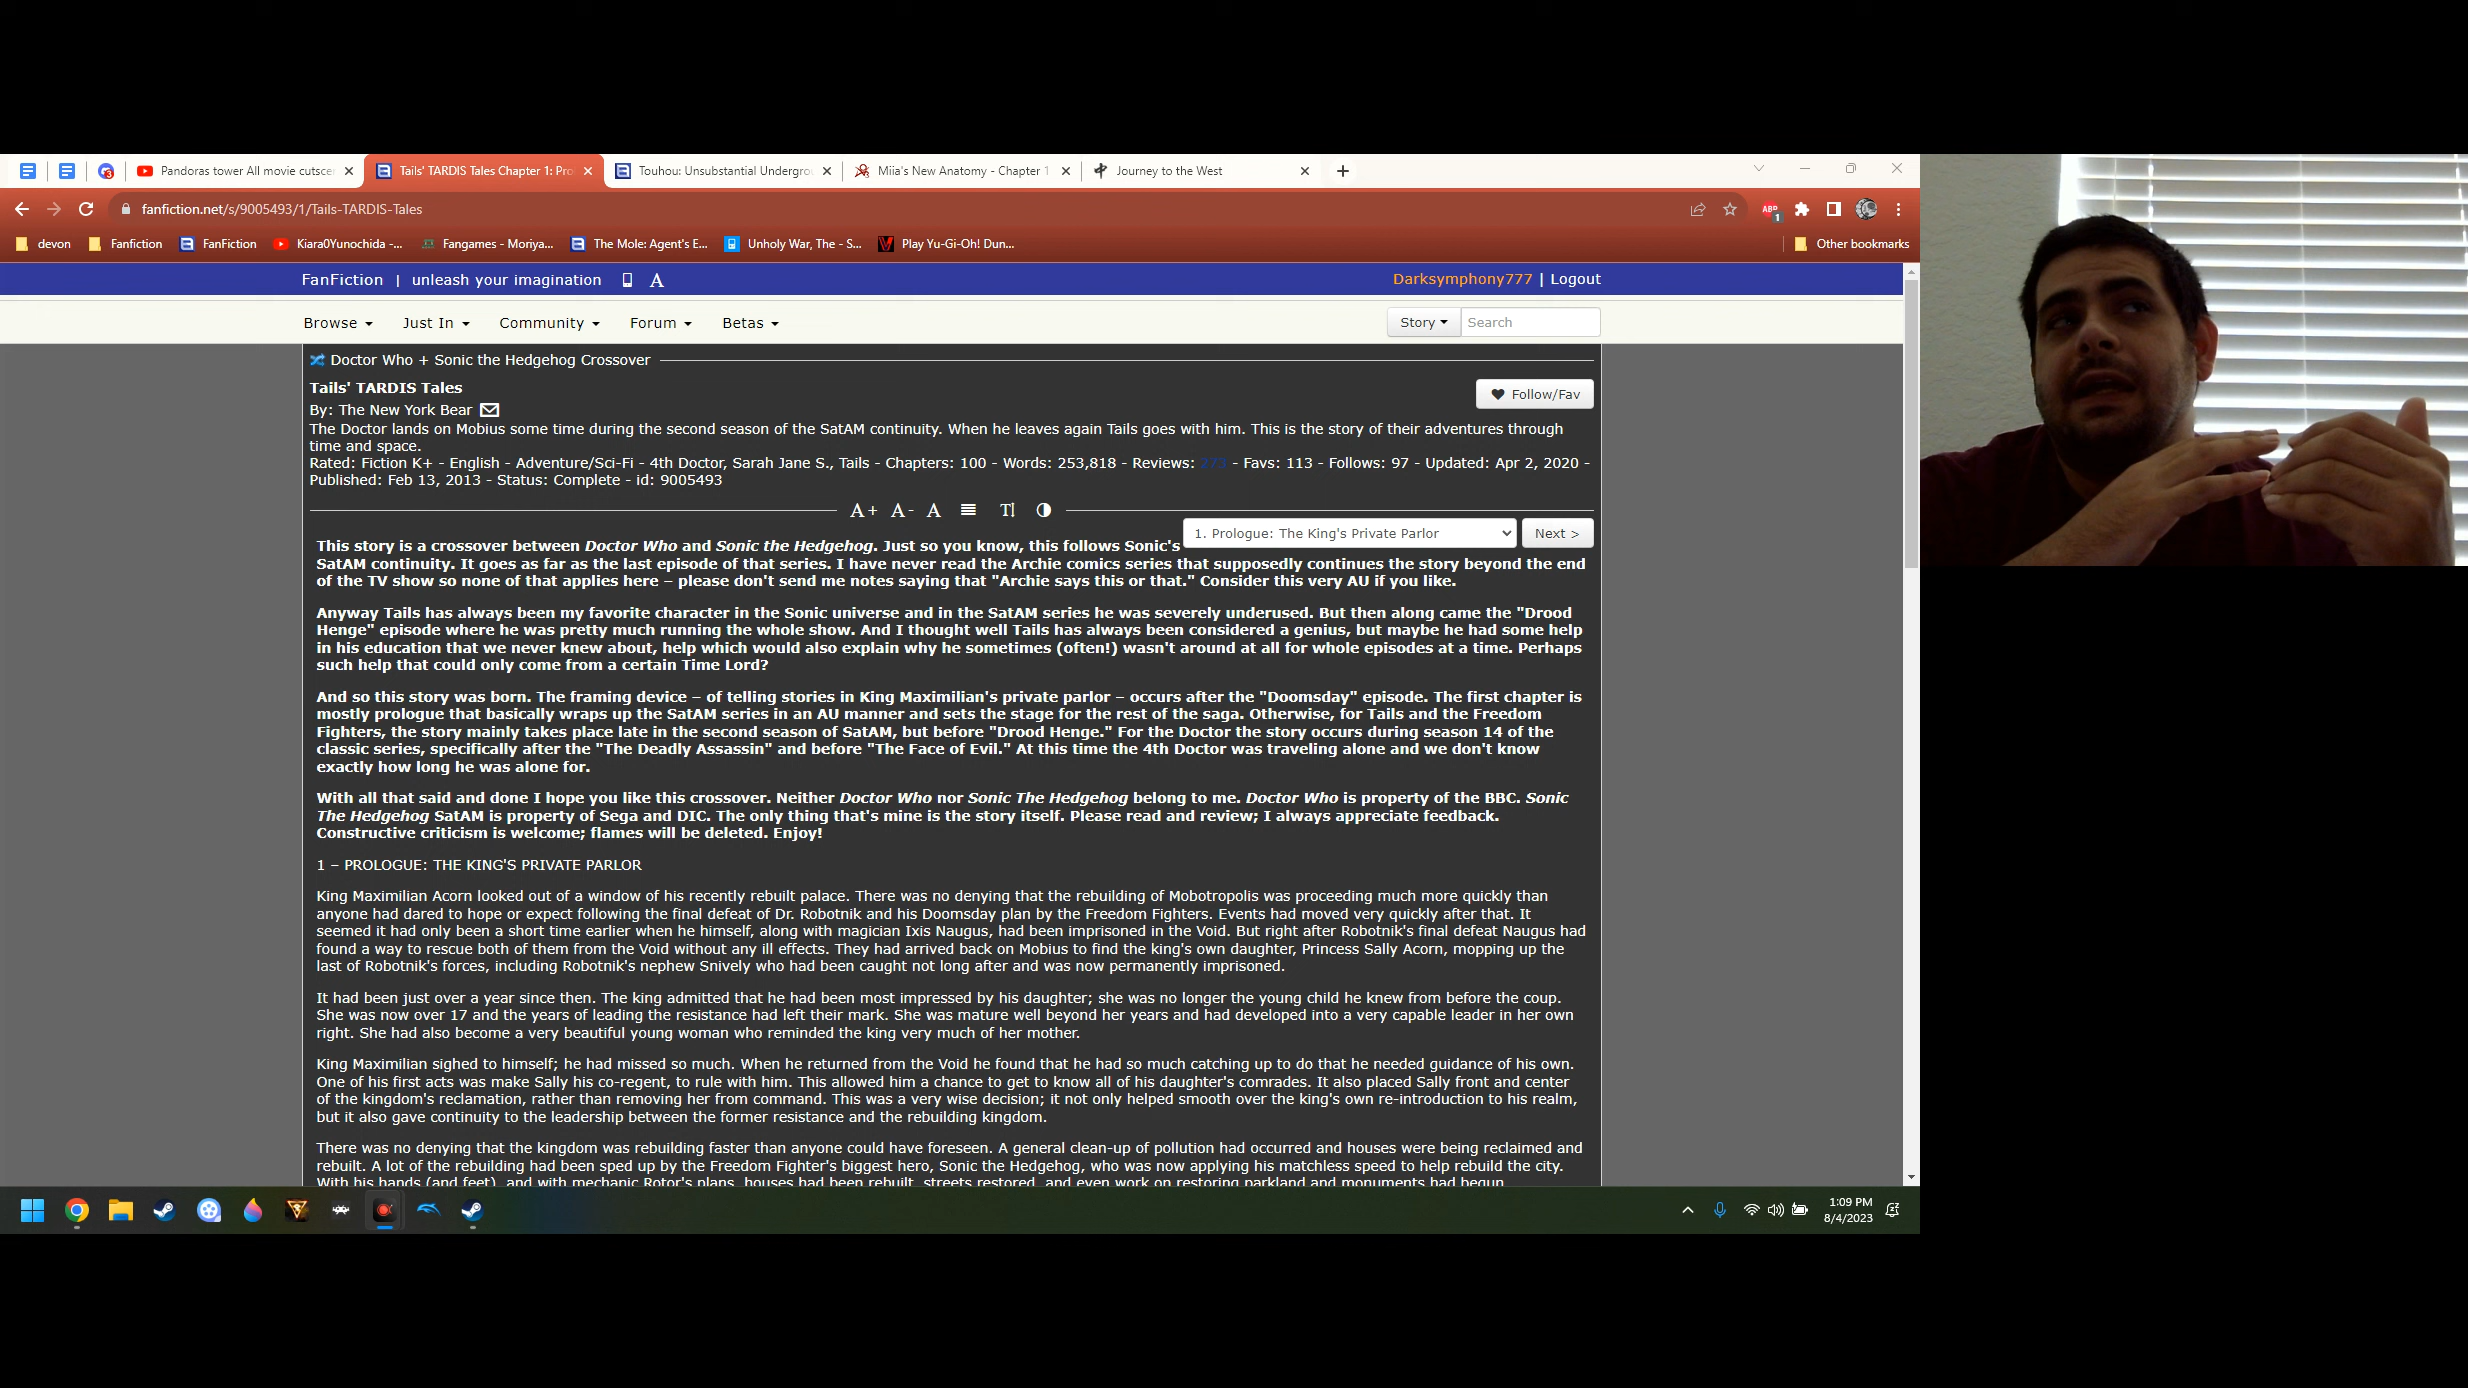 Pandoras tower All movie cutsce
Tails' TARDIS Tales Chapter 1: Pro
Touhou: Unsubstantial Undergro
Miia's New Anatomy - Chapter 1
Journey to the West
fanfiction.net/s/9005493/1/Tails-TARDIS-Tales
ABP
1
devon
Fanfiction
FanFiction
Kiara0Yunochida -...
Fangames - Moriya...
The Mole: Agent's E...
Unholy War, The - S...
Play Yu-Gi-Oh! Dun...
Other bookmarks
FanFiction | unleash your imagination A
Darksymphony777 | Logout
Browse Just In Community Forum Betas
Story Search
Doctor Who + Sonic the Hedgehog Crossover
Tails' TARDIS Tales
Follow/Fav
By: The New York Bear
The Doctor lands on Mobius some time during the second season of the SatAM continuity. When he leaves again Tails goes with him. This is the story of their adventures through
time and space.
Rated: Fiction K+ - English - Adventure/Sci-Fi - 4th Doctor, Sarah Jane S., Tails - Chapters: 100 - Words: 253,818 - Reviews: 273 - Favs: 113 - Follows: 97 - Updated: Apr 2, 2020 -
Published: Feb 13, 2013 - Status: Complete - id: 9005493
A+ A- A
1. Prologue: The King's Private Parlor
Next >
This story is a crossover between Doctor Who and Sonic the Hedgehog. Just so you know, this follows Sonic's
SatAM continuity. It goes as far as the last episode of that series. I have never read the Archie comics series that supposedly continues the story beyond the end
of the TV show so none of that applies here – please don't send me notes saying that "Archie says this or that." Consider this very AU if you like.
Anyway Tails has always been my favorite character in the Sonic universe and in the SatAM series he was severely underused. But then along came the "Drood
Henge" episode where he was pretty much running the whole show. And I thought well Tails has always been considered a genius, but maybe he had some help
in his education that we never knew about, help which would also explain why he sometimes (often!) wasn't around at all for whole episodes at a time. Perhaps
such help that could only come from a certain Time Lord?
And so this story was born. The framing device – of telling stories in King Maximilian's private parlor – occurs after the "Doomsday" episode. The first chapter is
mostly prologue that basically wraps up the SatAM series in an AU manner and sets the stage for the rest of the saga. Otherwise, for Tails and the Freedom
Fighters, the story mainly takes place late in the second season of SatAM, but before "Drood Henge." For the Doctor the story occurs during season 14 of the
classic series, specifically after the "The Deadly Assassin" and before "The Face of Evil." At this time the 4th Doctor was traveling alone and we don't know
exactly how long he was alone for.
With all that said and done I hope you like this crossover. Neither Doctor Who nor Sonic The Hedgehog belong to me. Doctor Who is property of the BBC. Sonic
The Hedgehog SatAM is property of Sega and DIC. The only thing that's mine is the story itself. Please read and review; I always appreciate feedback.
Constructive criticism is welcome; flames will be deleted. Enjoy!
1 – PROLOGUE: THE KING'S PRIVATE PARLOR
King Maximilian Acorn looked out of a window of his recently rebuilt palace. There was no denying that the rebuilding of Mobotropolis was proceeding much more quickly than
anyone had dared to hope or expect following the final defeat of Dr. Robotnik and his Doomsday plan by the Freedom Fighters. Events had moved very quickly after that. It
seemed it had only been a short time earlier when he himself, along with magician Ixis Naugus, had been imprisoned in the Void. But right after Robotnik's final defeat Naugus had
found a way to rescue both of them from the Void without any ill effects. They had arrived back on Mobius to find the king's own daughter, Princess Sally Acorn, mopping up the
last of Robotnik's forces, including Robotnik's nephew Snively who had been caught not long after and was now permanently imprisoned.
It had been just over a year since then. The king admitted that he had been most impressed by his daughter; she was no longer the young child he knew from before the coup.
She was now over 17 and the years of leading the resistance had left their mark. She was mature well beyond her years and had developed into a very capable leader in her own
right. She had also become a very beautiful young woman who reminded the king very much of her mother.
King Maximilian sighed to himself; he had missed so much. When he returned from the Void he found that he had so much catching up to do that he needed guidance of his own.
One of his first acts was make Sally his co-regent, to rule with him. This allowed him a chance to get to know all of his daughter's comrades. It also placed Sally front and center
of the kingdom's reclamation, rather than removing her from command. This was a very wise decision; it not only helped smooth over the king's own re-introduction to his realm,
but it also gave continuity to the leadership between the former resistance and the rebuilding kingdom.
There was no denying that the kingdom was rebuilding faster than anyone could have foreseen. A general clean-up of pollution had occurred and houses were being reclaimed and
rebuilt. A lot of the rebuilding had been sped up by the Freedom Fighter's biggest hero, Sonic the Hedgehog, who was now applying his matchless speed to help rebuild the city.
With his hands (and feet), and with mechanic Rotor's plans, houses had been rebuilt, streets restored, and even work on restoring parkland and monuments had begun.
1:09 PM
8/4/2023